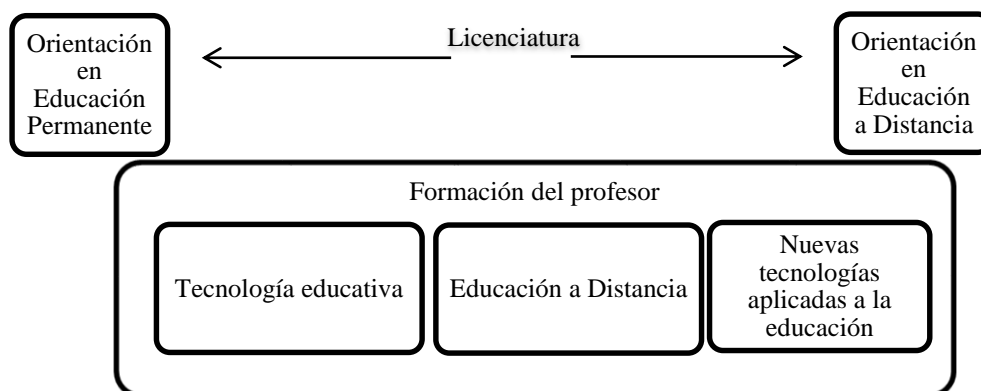 Orientación
en
Educación
Permanente
Licenciatura
Orientación
en
Educación
a Distancia
Formación del profesor
Tecnología educativa
Educación a Distancia
Nuevas
tecnologías
aplicadas a la
educación